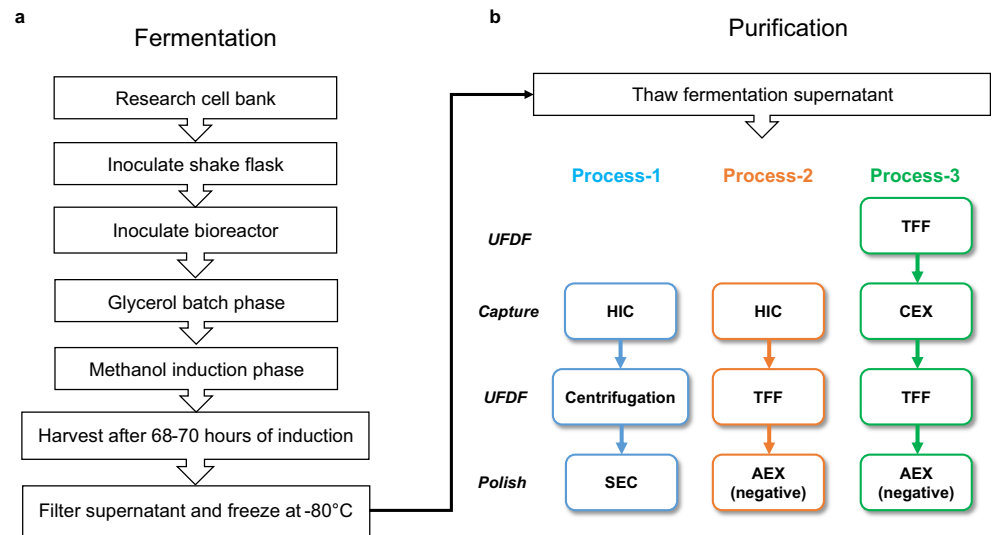 a
Fermentation
Research cell bank
Inoculate shake flask
Inoculate bioreactor
Glycerol batch phase
Methanol induction phase
Harvest after 68-70 hours of induction
Filter supernatant and freeze at -80°C
b
Purification
Thaw fermentation supernatant
Process-1
Process-2
Process-3
UFDF
TFF
Capture
HIC
HIC
CEX
UFDF
Centrifugation
TFF
TFF
Polish
SEC
AEX
(negative)
AEX
(negative)